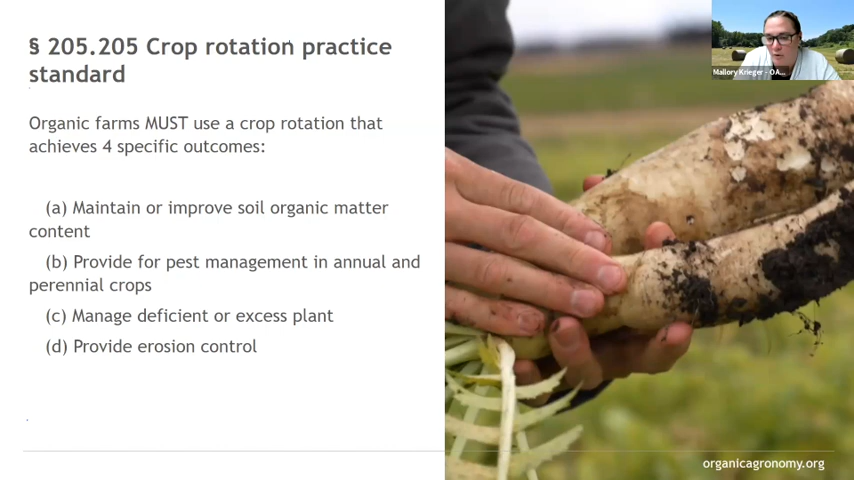 § 205.205 Crop rotation practice
standard
Organic farms MUST use a crop rotation that
achieves 4 specific outcomes:
(a) Maintain or improve soil organic matter
content
(b) Provide for pest management in annual and
perennial crops
(c) Manage deficient or excess plant
(d) Provide erosion control
Mallory Krieger - OA...
organicagronomy.org